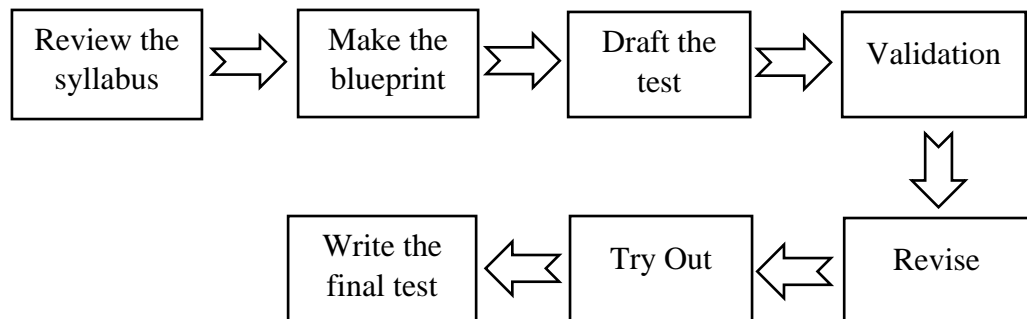 Review the
syllabus
Make the
blueprint
Draft the
test
Validation
Revise
Try Out
Write the
final test